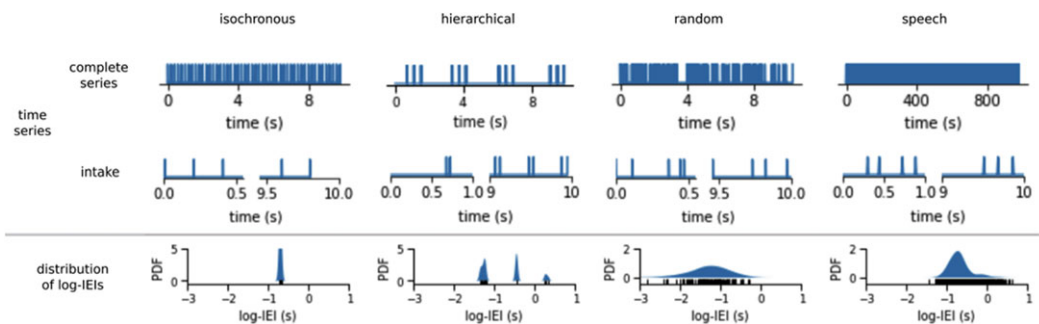 isochronous hierarchical random speech
complete
series
time
series
0 4 8 0 4 8 0 4 8 0 400 800
time (s) time (s) time (s) time (s)
intake
0.0 0.5 9.5 10.0 0.0 0.5 1.0 9 10 0.0 0.5 9.5 10.0 0.0 0.5 1.0 9 10
time (s) time (s) time (s) time (s)
distribution
of log-IEIs
PDF 5 0 PDF 5 0 PDF 2 0 PDF 2 0
−3 −2 −1 0 1 −3 −2 −1 0 1 −3 −2 −1 0 1 −3 −2 −1 0 1
log-IEI (s) log-IEI (s) log-IEI (s) log-IEI (s)